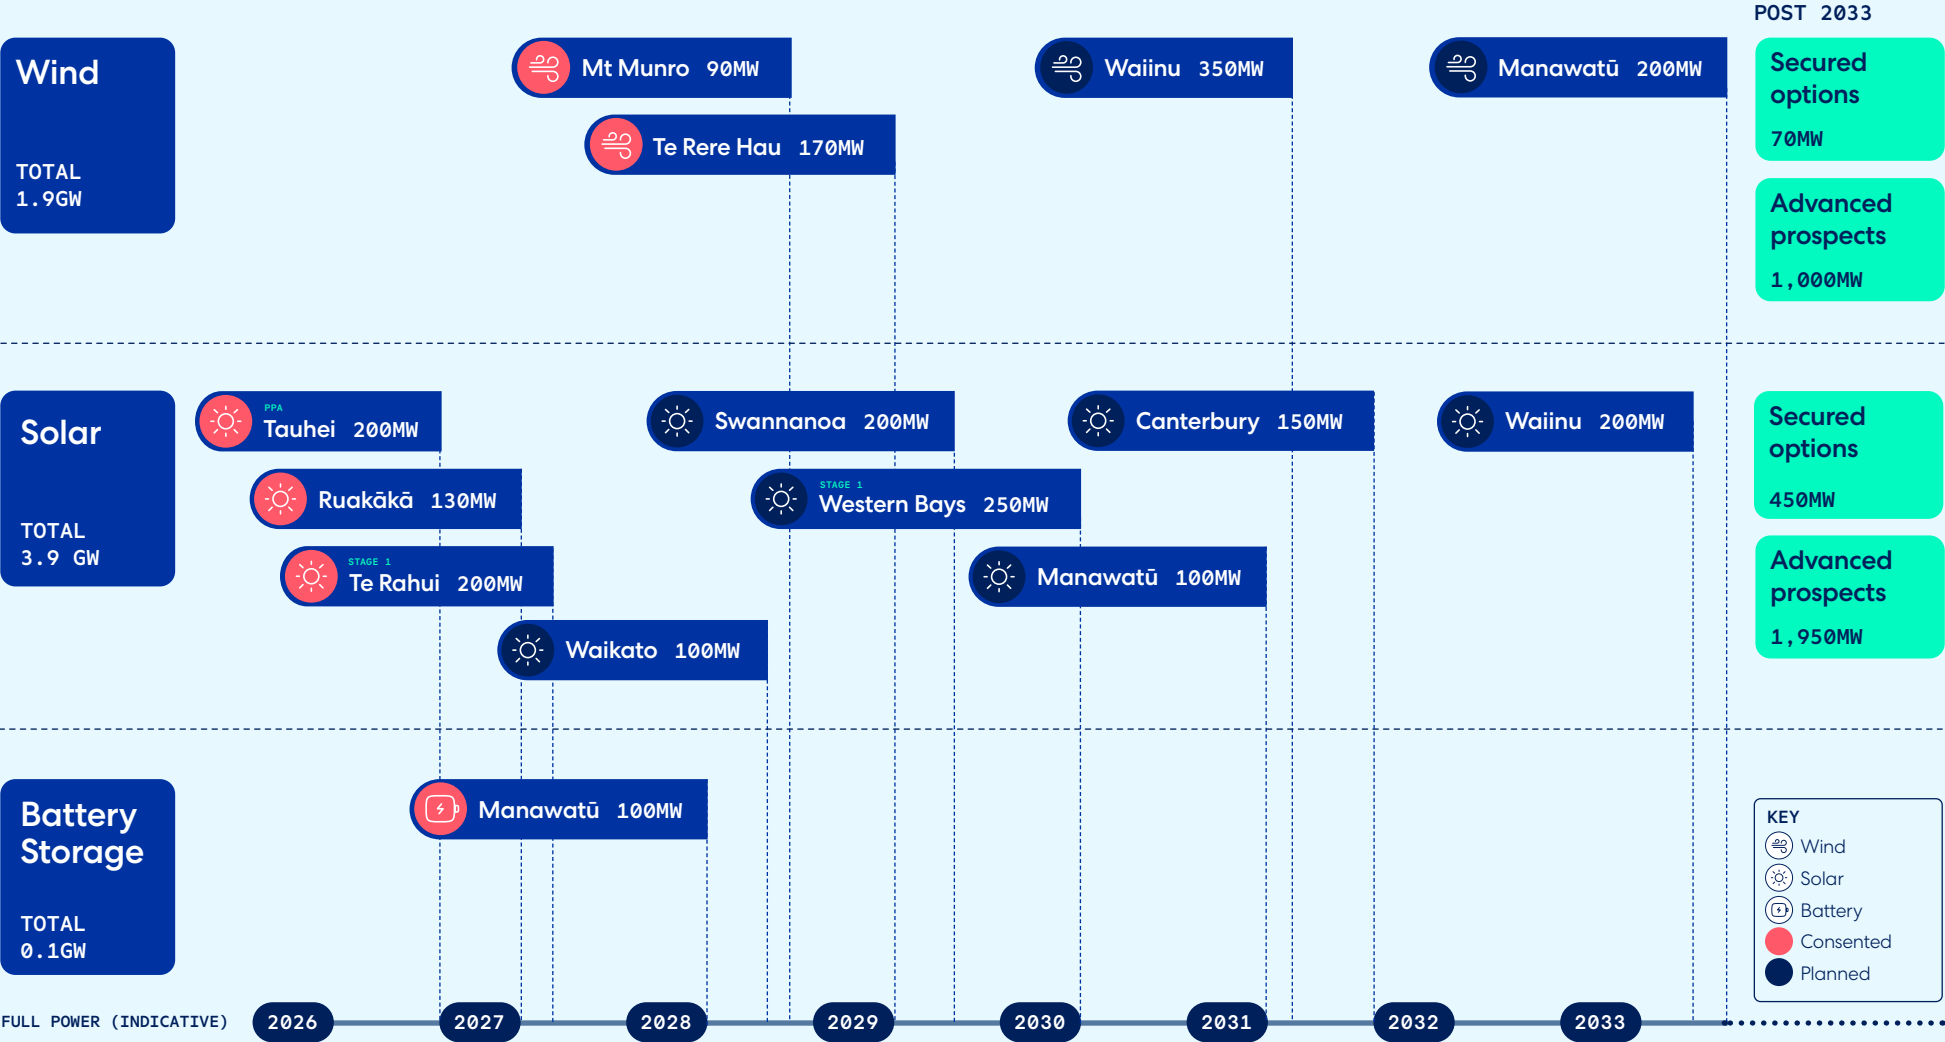 POST 2033
Wind
TOTAL
1.9GW
Mt Munro 90MW
Waiinu 350MW
Manawatū 200MW
Te Rere Hau 170MW
Secured
options
70MW
Advanced
prospects
1,000MW
Solar
TOTAL
3.9 GW
PPA
Tauhei 200MW
Swannanoa 200MW
Canterbury 150MW
Waiinu 200MW
Ruakākā 130MW
STAGE 1
Western Bays 250MW
STAGE 1
Te Rahui 200MW
Manawatū 100MW
Waikato 100MW
Secured
options
450MW
Advanced
prospects
1,950MW
Battery
Storage
TOTAL
0.1GW
Manawatū 100MW
KEY
Wind
Solar
Battery
Consented
Planned
FULL POWER (INDICATIVE) 2026 2027 2028 2029 2030 2031 2032 2033